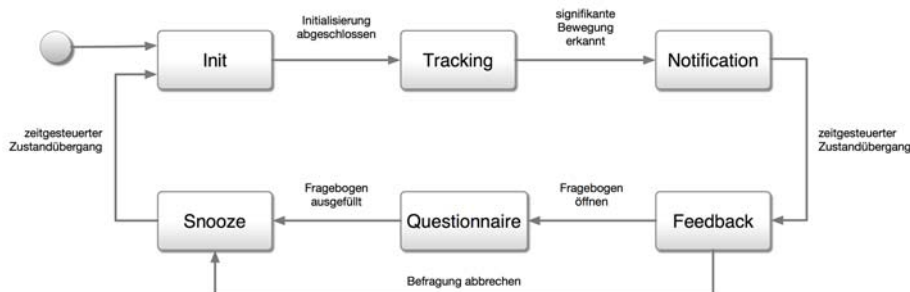 Init
Initialisierung
abgeschlossen
Tracking
signifikante
Bewegung
erkannt
Notification
zeitgesteuerter
Zustandübergang
zeitgesteuerter
Zustandübergang
Snooze
Fragebogen
ausgefüllt
Questionnaire
Fragebogen
öffnen
Feedback
Befragung abbrechen